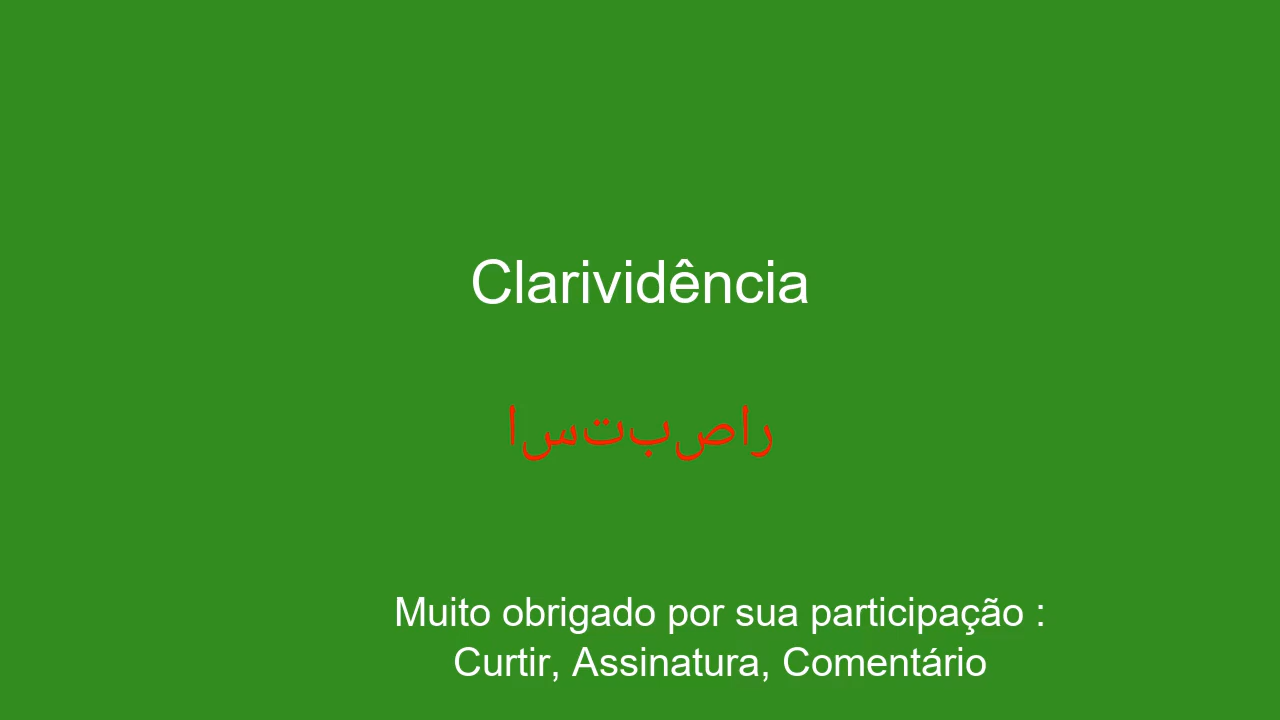 Clarividência
استبصار
Muito obrigado por sua participação :
Curtir, Assinatura, Comentário